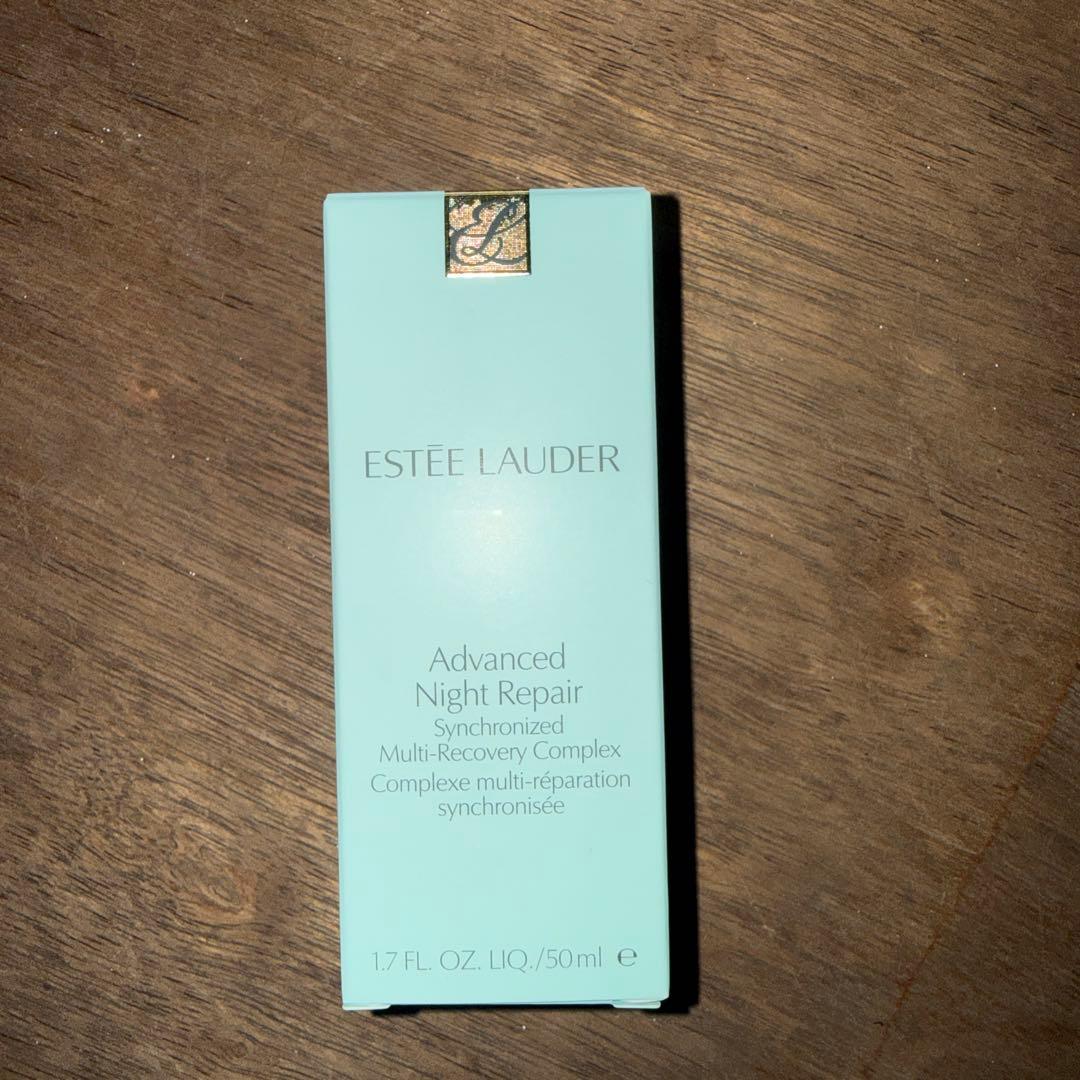 EL
ESTĒE LAUDER
Advanced
Night Repair
Synchronized
Multi-Recovery Complex
Complexe multi-réparation
synchronisée
1.7 FL. OZ. LIQ./50 ml ℮